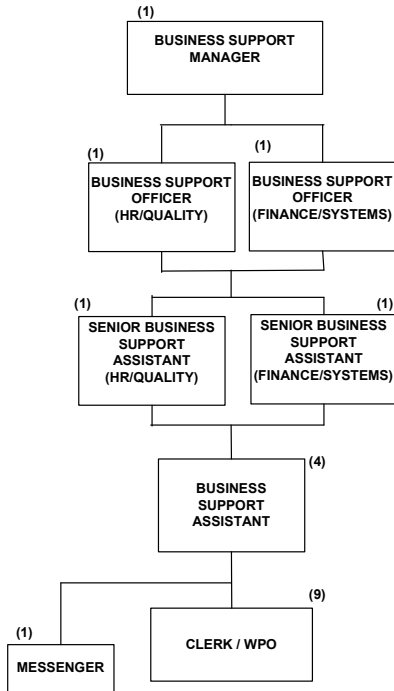 (1)
BUSINESS SUPPORT
MANAGER
(1)
BUSINESS SUPPORT
OFFICER
(HR/QUALITY)
(1)
BUSINESS SUPPORT
OFFICER
(FINANCE/SYSTEMS)
(1)
SENIOR BUSINESS
SUPPORT
ASSISTANT
(HR/QUALITY)
(1)
SENIOR BUSINESS
SUPPORT
ASSISTANT
(FINANCE/SYSTEMS)
(4)
BUSINESS
SUPPORT
ASSISTANT
(1)
MESSENGER
(9)
CLERK / WPO